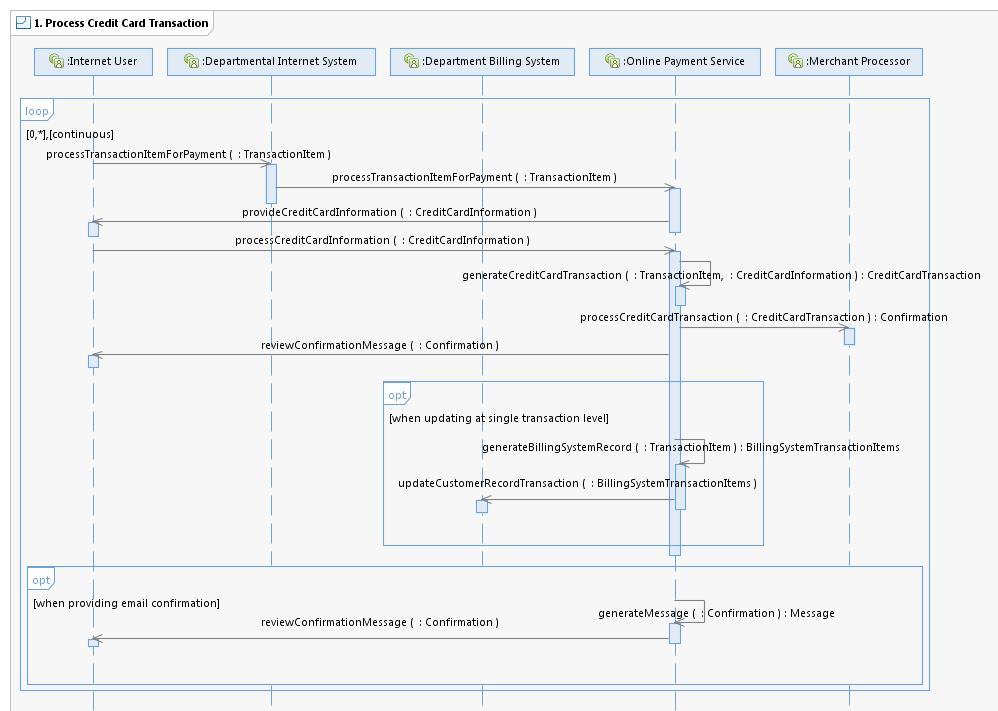 1. Process Credit Card Transaction
:Internet User
:Departmental Internet System
:Department Billing System
:Online Payment Service
:Merchant Processor
loop
[0,*],[continuous]
processTransactionItemForPayment ( : TransactionItem )
processTransactionItemForPayment ( : TransactionItem )
provideCreditCardInformation ( : CreditCardInformation )
processCreditCardInformation ( : CreditCardInformation )
generateCreditCardTransaction ( : TransactionItem, : CreditCardInformation ) : CreditCardTransaction
processCreditCardTransaction ( : CreditCardTransaction ) : Confirmation
reviewConfirmationMessage ( : Confirmation )
opt
[when updating at single transaction level]
generateBillingSystemRecord ( : TransactionItem ) : BillingSystemTransactionItems
updateCustomerRecordTransaction ( : BillingSystemTransactionItems )
opt
[when providing email confirmation]
generateMessage ( : Confirmation ) : Message
reviewConfirmationMessage ( : Confirmation )